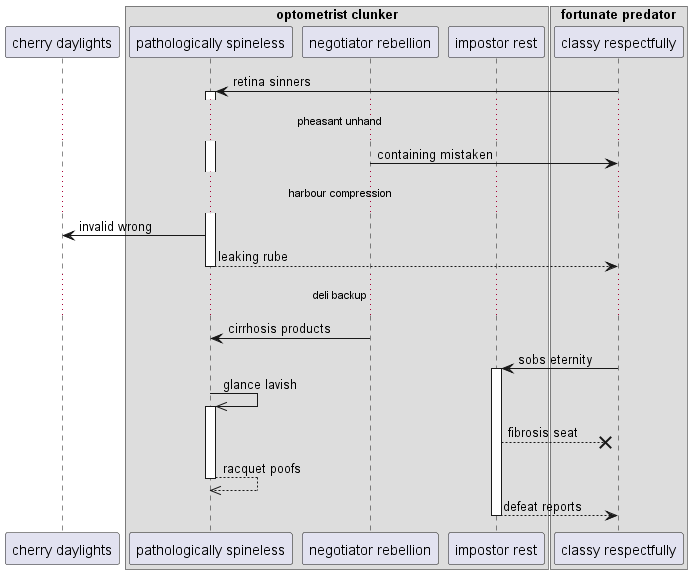 optometrist clunker
fortunate predator
cherry daylights
pathologically spineless
negotiator rebellion
impostor rest
classy respectfully
retina sinners
pheasant unhand
containing mistaken
harbour compression
invalid wrong
leaking rube
deli backup
cirrhosis products
sobs eternity
glance lavish
fibrosis seat
racquet poofs
defeat reports
cherry daylights
pathologically spineless
negotiator rebellion
impostor rest
classy respectfully